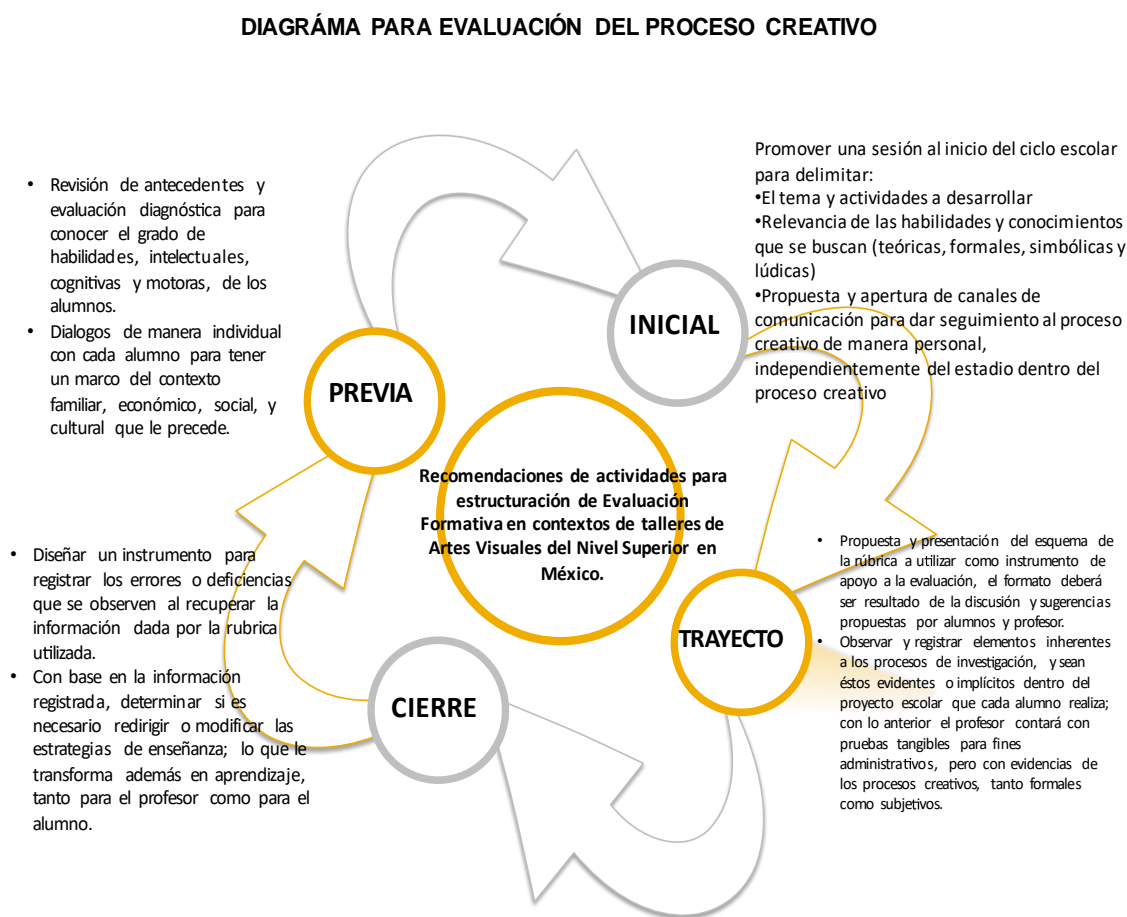 DIAGRÁMA PARA EVALUACIÓN DEL PROCESO CREATIVO
• Revisión de antecedentes y
evaluación diagnóstica para
conocer el grado de
habilidades, intelectuales,
cognitivas y motoras, de los
alumnos.
• Dialogos de manera individual
con cada alumno para tener
un marco del contexto
familiar, económico, social, y
cultural que le precede.
PREVIA
Promover una sesión al inicio del ciclo escolar
para delimitar:
•El tema y actividades a desarrollar
•Relevancia de las habilidades y conocimientos
que se buscan (teóricas, formales, simbólicas y
lúdicas)
•Propuesta y apertura de canales de
comunicación para dar seguimiento al proceso
creativo de manera personal,
independientemente del estadio dentro del
proceso creativo
INICIAL
Recomendaciones de actividades para
estructuración de Evaluación
Formativa en contextos de talleres de
Artes Visuales del Nivel Superior en
México.
• Propuesta y presentación del esquema de
la rúbrica a utilizar como instrumento de
apoyo a la evaluación, el formato deberá
ser resultado de la discusión y sugerencias
propuestas por alumnos y profesor.
• Observar y registrar elementos inherentes
a los procesos de investigación, y sean
éstos evidentes o implícitos dentro del
proyecto escolar que cada alumno realiza;
con lo anterior el profesor contará con
pruebas tangibles para fines
administrativos, pero con evidencias de
los procesos creativos, tanto formales
como subjetivos.
TRAYECTO
• Diseñar un instrumento para
registrar los errores o deficiencias
que se observen al recuperar la
información dada por la rubrica
utilizada.
• Con base en la información
registrada, determinar si es
necesario redirigir o modificar las
estrategias de enseñanza; lo que le
transforma además en aprendizaje,
tanto para el profesor como para el
alumno.
CIERRE